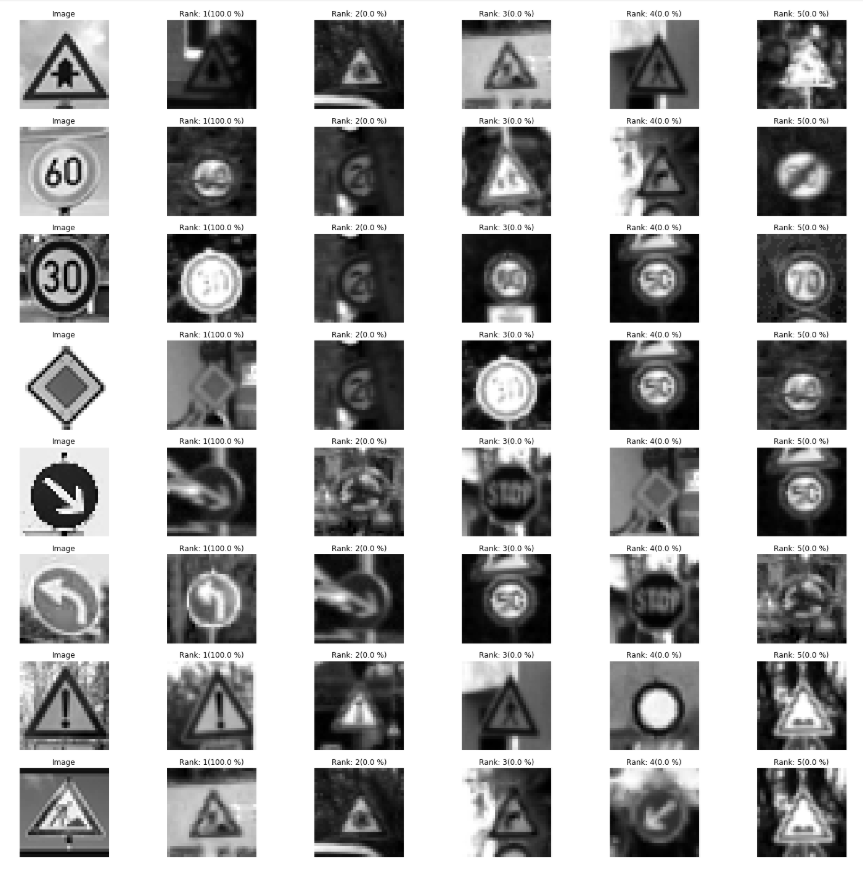 Image Rank: 1(100 %) Rank: 2(0.0 %) Rank: 3(0.0 %) Rank: 4(0.0 %) Rank: 5(0.0 %)
Image Rank: 1(100.0 %) Rank: 2(0.0 %) Rank: 3(0.0 %) Rank: 4(0.0 %) Rank: 5(0.0 %)
60
Image Rank: 1(100.0 %) Rank: 2(0.0 %) Rank: 3(0.0 %) Rank: 4(0.0 %) Rank: 5(0.0 %)
30 30 50 70
Image Rank: 1(100.0 %) Rank: 2(0.0 %) Rank: 3(0.0 %) Rank: 4(0.0 %) Rank: 5(0.0 %)
30 50
Image Rank: 1(100.0 %) Rank: 2(0.0 %) Rank: 3(0.0 %) Rank: 4(0.0 %) Rank: 5(0.0 %)
STOP 50
Image Rank: 1(100.0 %) Rank: 2(0.0 %) Rank: 3(0.0 %) Rank: 4(0.0 %) Rank: 5(0.0 %)
50 STOP
Image Rank: 1(100.0 %) Rank: 2(0.0 %) Rank: 3(0.0 %) Rank: 4(0.0 %) Rank: 5(0.0 %)
Image Rank: 1(100.0 %) Rank: 2(0.0 %) Rank: 3(0.0 %) Rank: 4(0.0 %) Rank: 5(0.0 %)